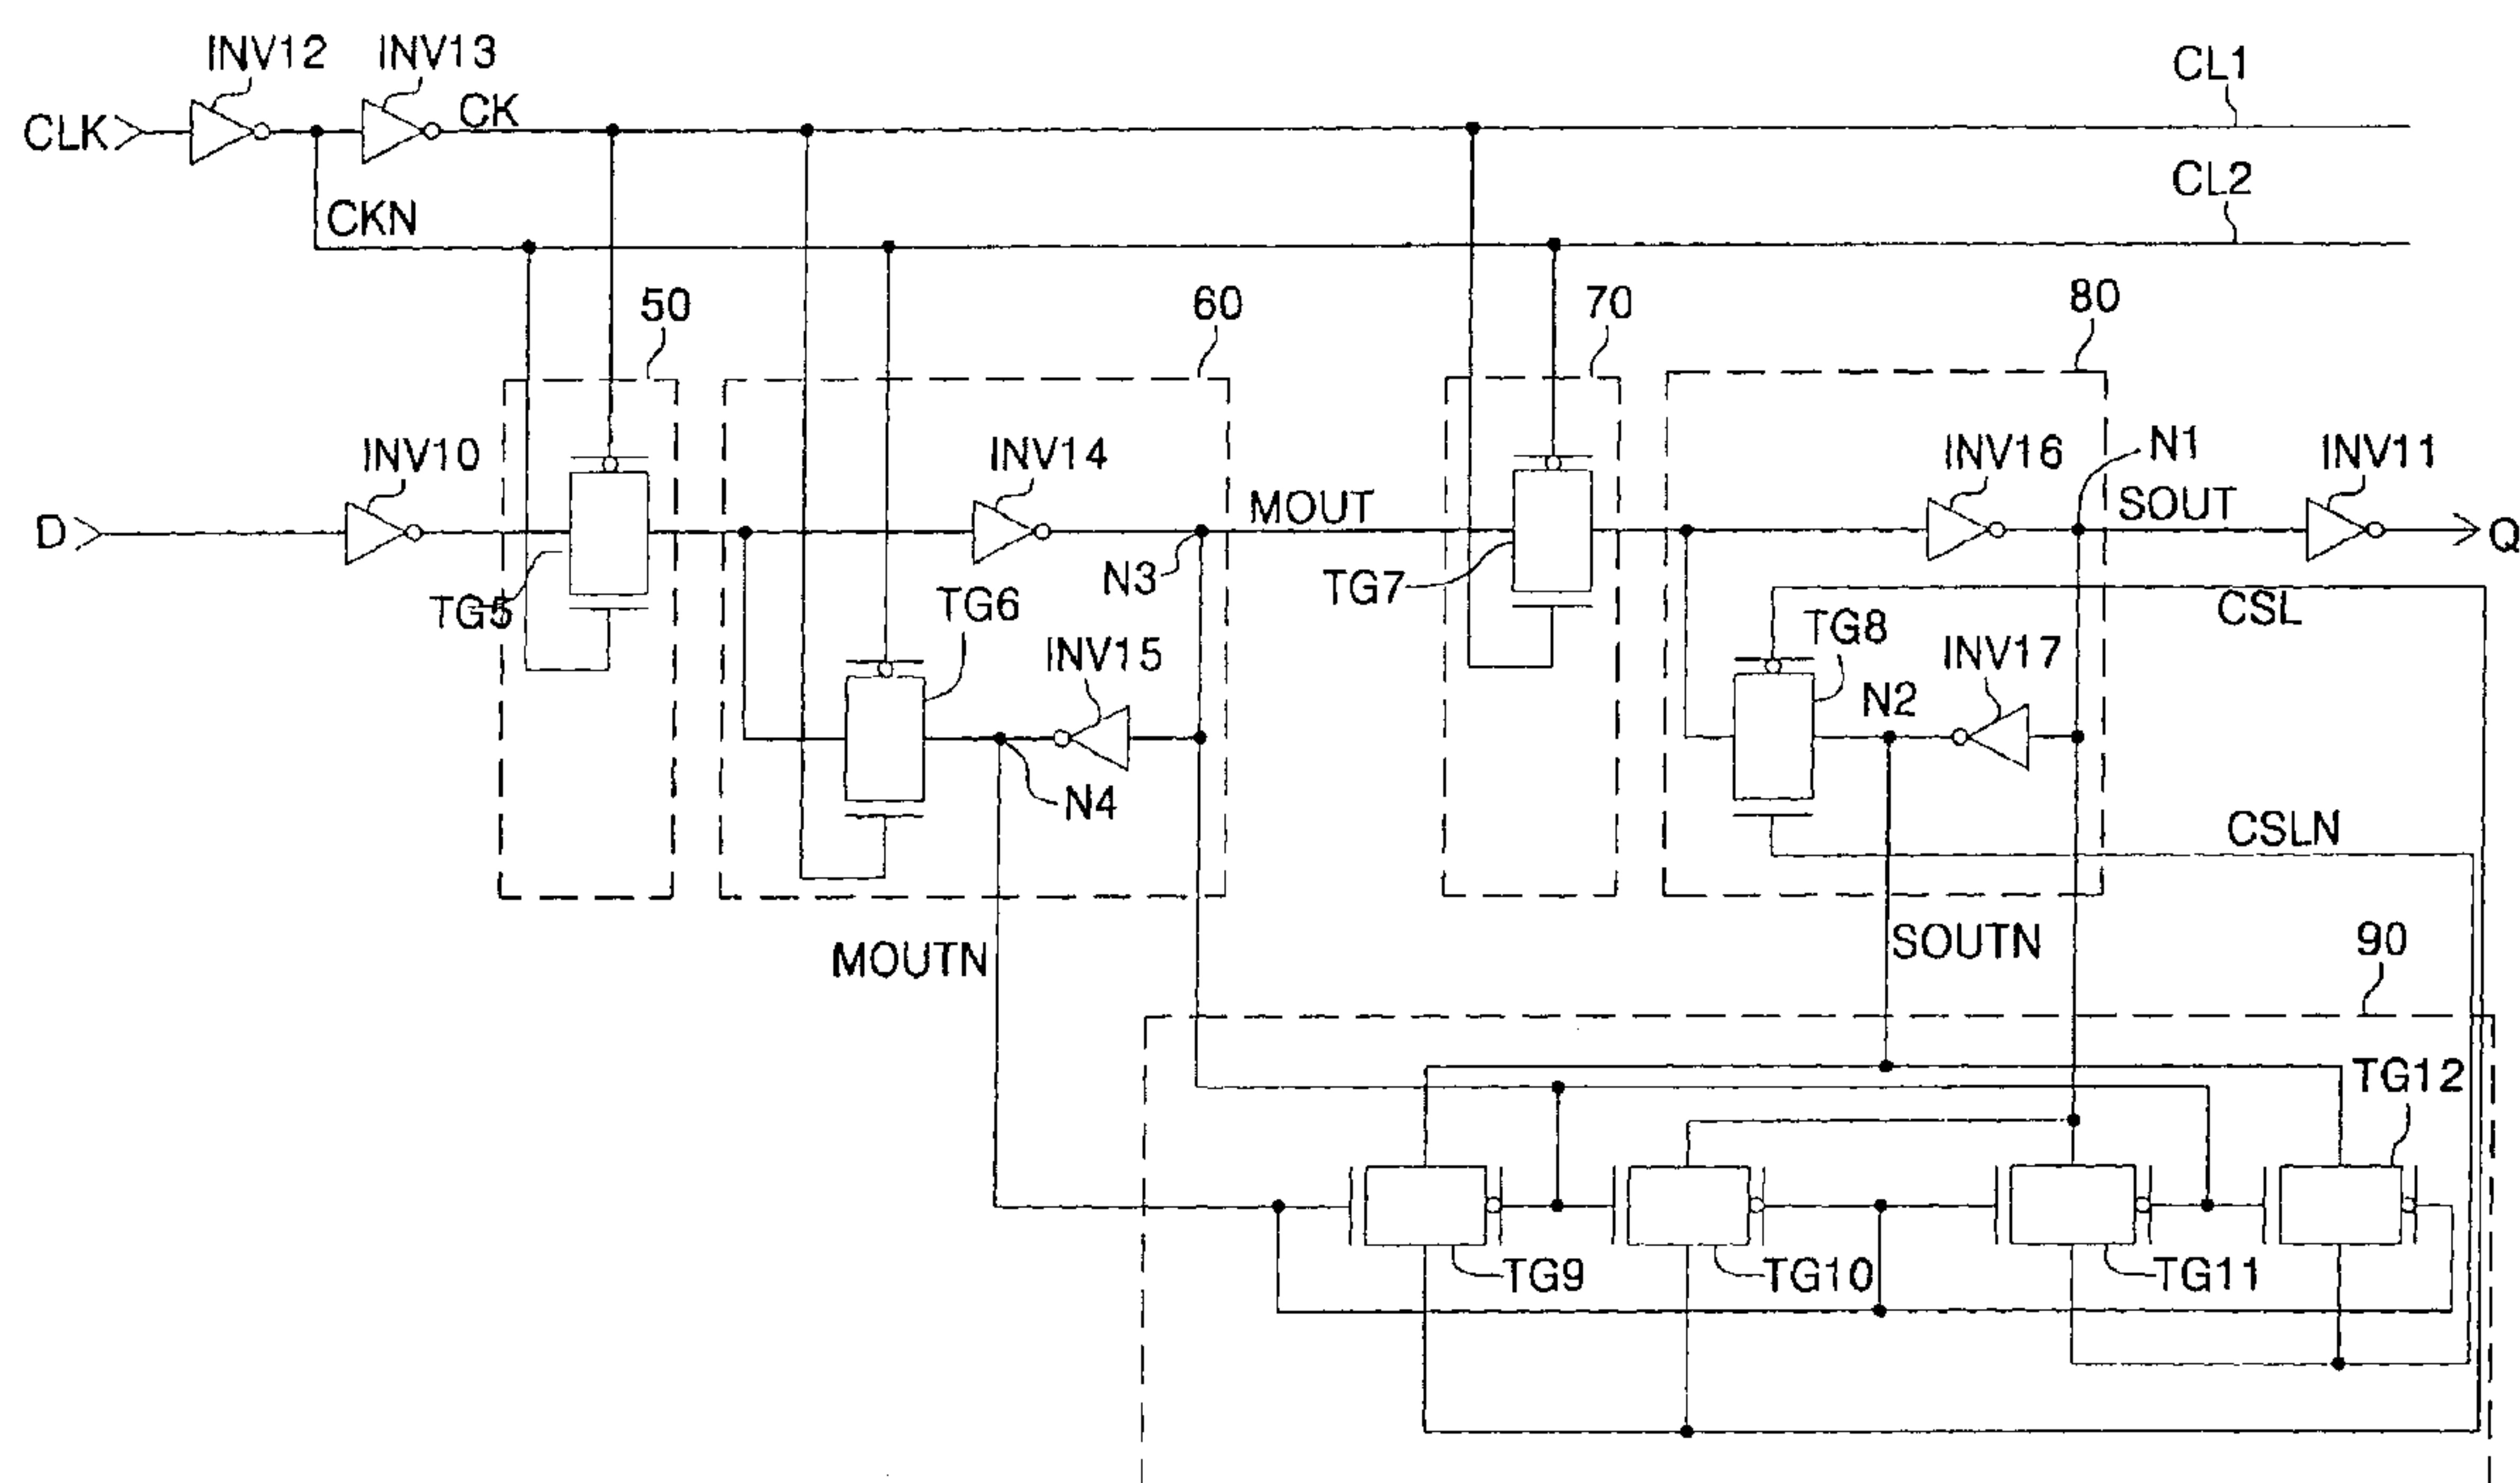 INV12 INV13
CL1
CLK CK
CL2
CKN
50 60 70 80
INV10 INV14 INV16 N1 INV11
D MOUT SOUT Q
N3 TG7
TG5 TG6 CSL
INV15 TG8 INV17
N2
N4 CSLN
MOUTN SOUTN 90
TG12
TG9 TG10 TG11